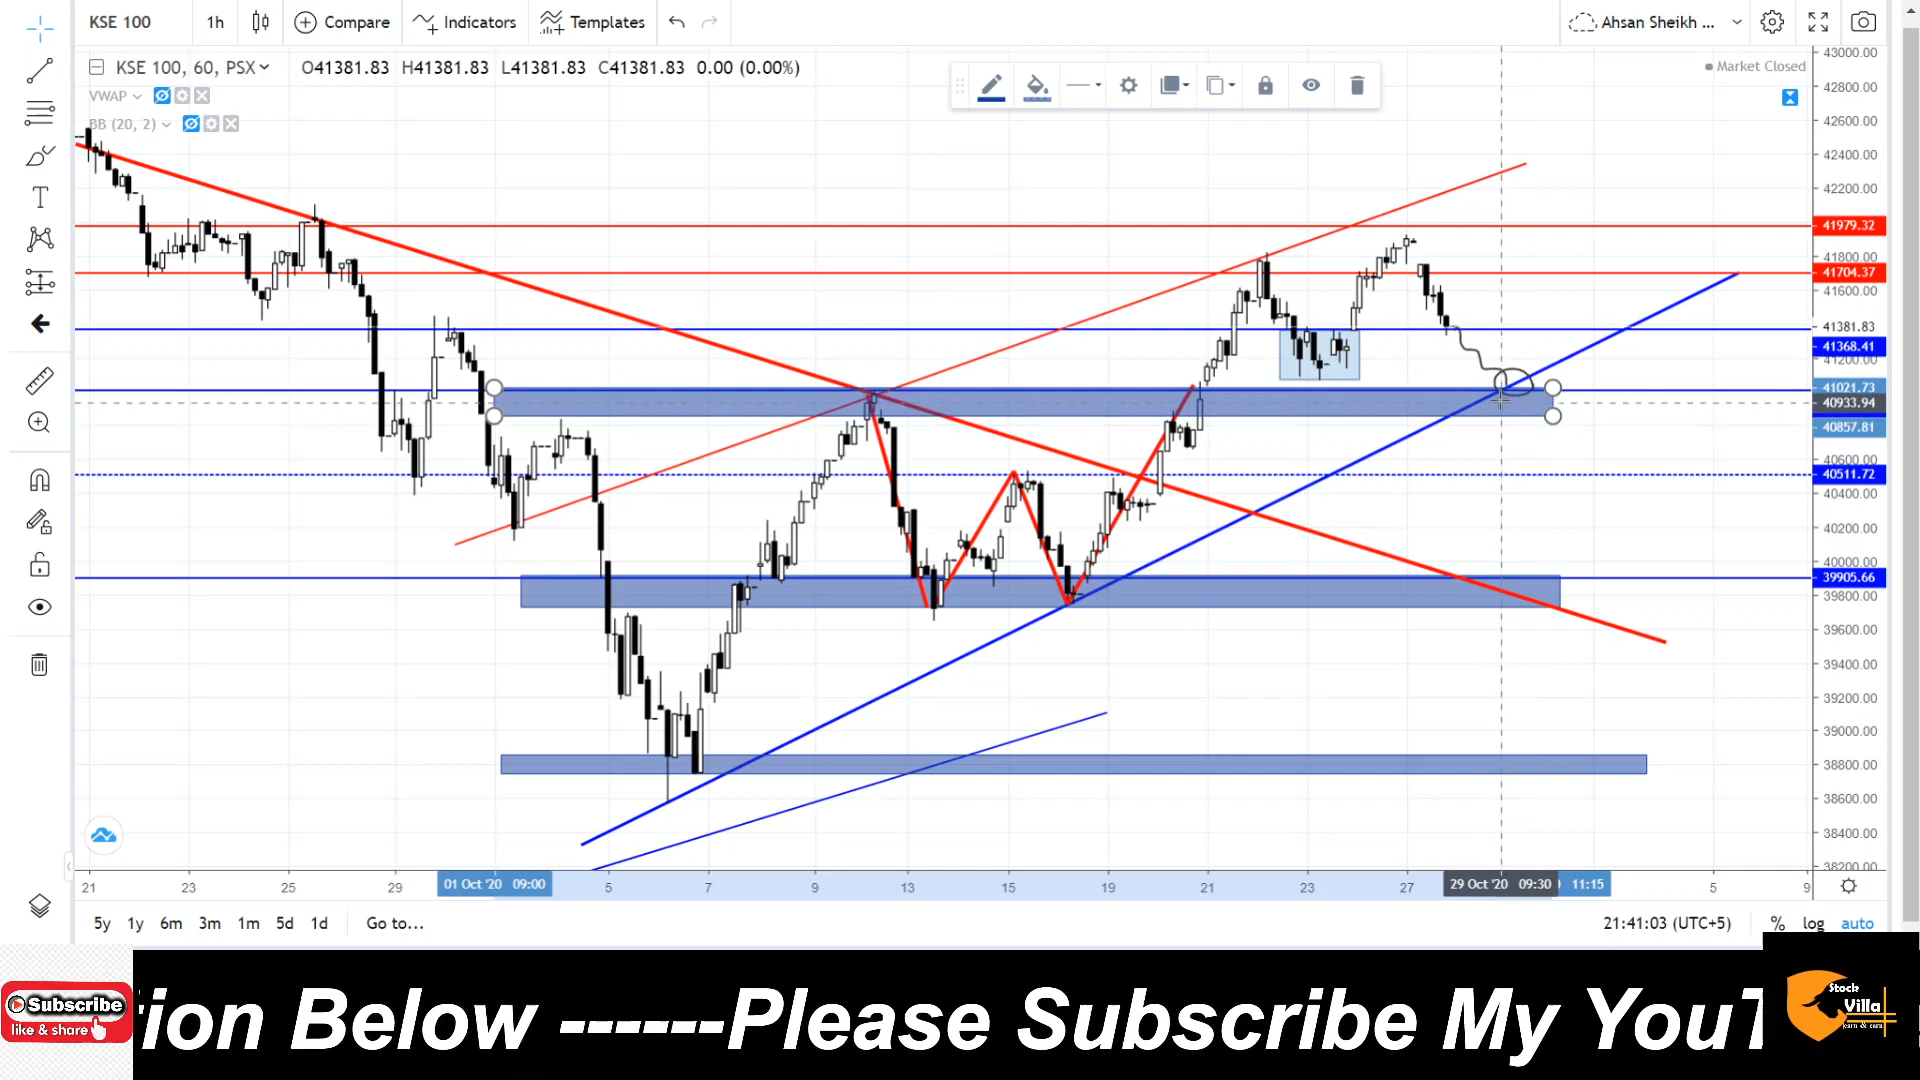 KSE 100 1h Compare Indicators Templates Ahsan Sheikh ...
KSE 100, 60, PSX O41381.83 H41381.83 L41381.83 C41381.83 0.00 (0.00%)
Market Closed
VWAP
BB (20, 2)
43000.00
42800.00
42600.00
42400.00
42200.00
41979.32
41800.00
41704.37
41600.00
41381.83
41368.41
41200.00
41021.73
40933.94
40857.81
40600.00
40511.72
40400.00
40200.00
40000.00
39905.66
39800.00
39600.00
39400.00
39200.00
39000.00
38800.00
38600.00
38400.00
38200.00
21 23 25 29 01 Oct '20 09:00 5 7 9 13 15 19 21 23 27 29 Oct '20 09:30 11:15 5 9
5y 1y 6m 3m 1m 5d 1d Go to... 21:41:03 (UTC+5) % log auto
Subscribe
like & share
tion Below ------Please Subscribe My YouT
Stock
Villa
learn & earn